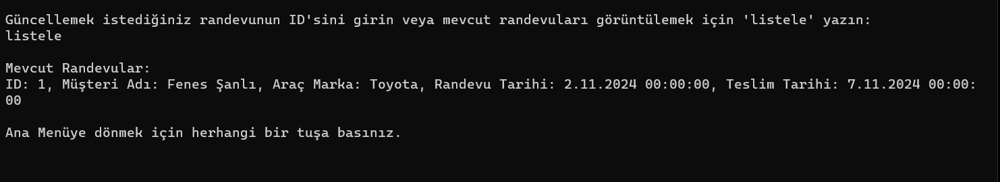 Güncellemek istediğiniz randevunun ID'sini girin veya mevcut randevuları görüntülemek için 'listele' yazın:
listele
Mevcut Randevular:
ID: 1, Müşteri Adı: Fenes Şanlı, Araç Marka: Toyota, Randevu Tarihi: 2.11.2024 00:00:00, Teslim Tarihi: 7.11.2024 00:00:
00
Ana Menüye dönmek için herhangi bir tuşa basınız.